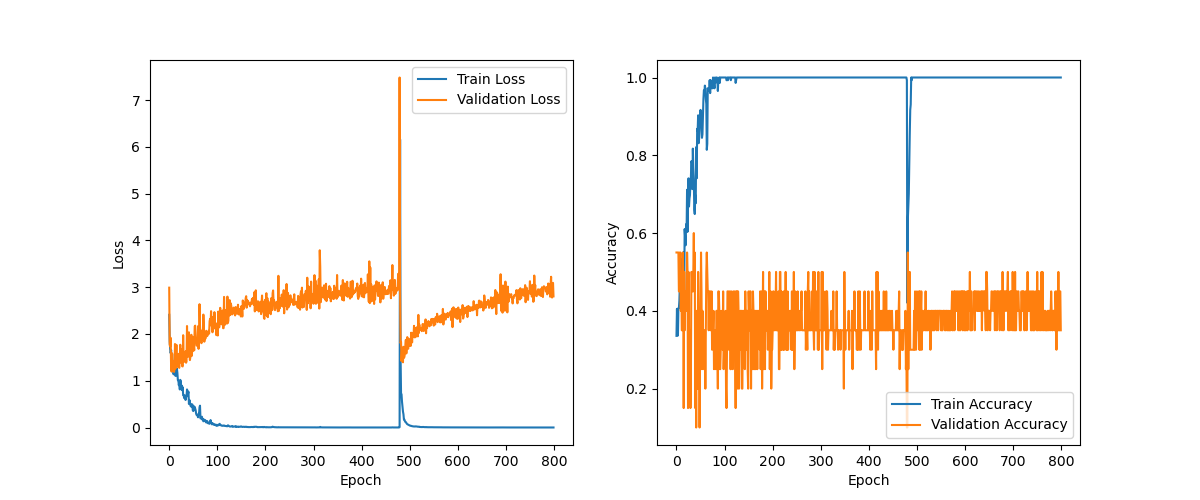 Train Loss
Validation Loss
7
6
5
4
3
2
1
0
Loss
0 100 200 300 400 500 600 700 800
Epoch
1.0
0.8
0.6
0.4
0.2
Accuracy
Train Accuracy
Validation Accuracy
0 100 200 300 400 500 600 700 800
Epoch